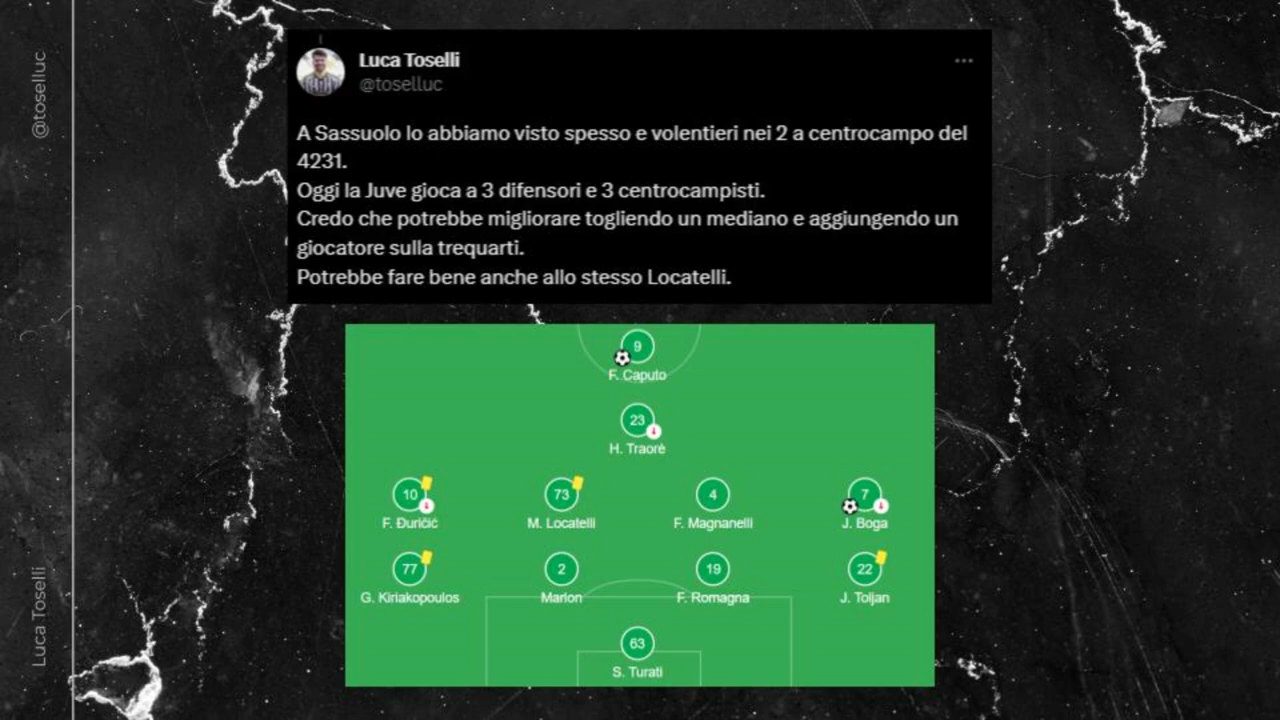 @toselluc
Luca Toselli
Luca Toselli
@toselluc
A Sassuolo lo abbiamo visto spesso e volentieri nei 2 a centrocampo del
4231.
Oggi la Juve gioca a 3 difensori e 3 centrocampisti.
Credo che potrebbe migliorare togliendo un mediano e aggiungendo un
giocatore sulla trequarti.
Potrebbe fare bene anche allo stesso Locatelli.
9
F. Caputo
23
H. Traorè
10 73 4 7
F. Đuričić M. Locatelli F. Magnanelli J. Boga
77 2 19 22
G. Kiriakopoulos Marlon F. Romagna J. Toljan
63
S. Turati